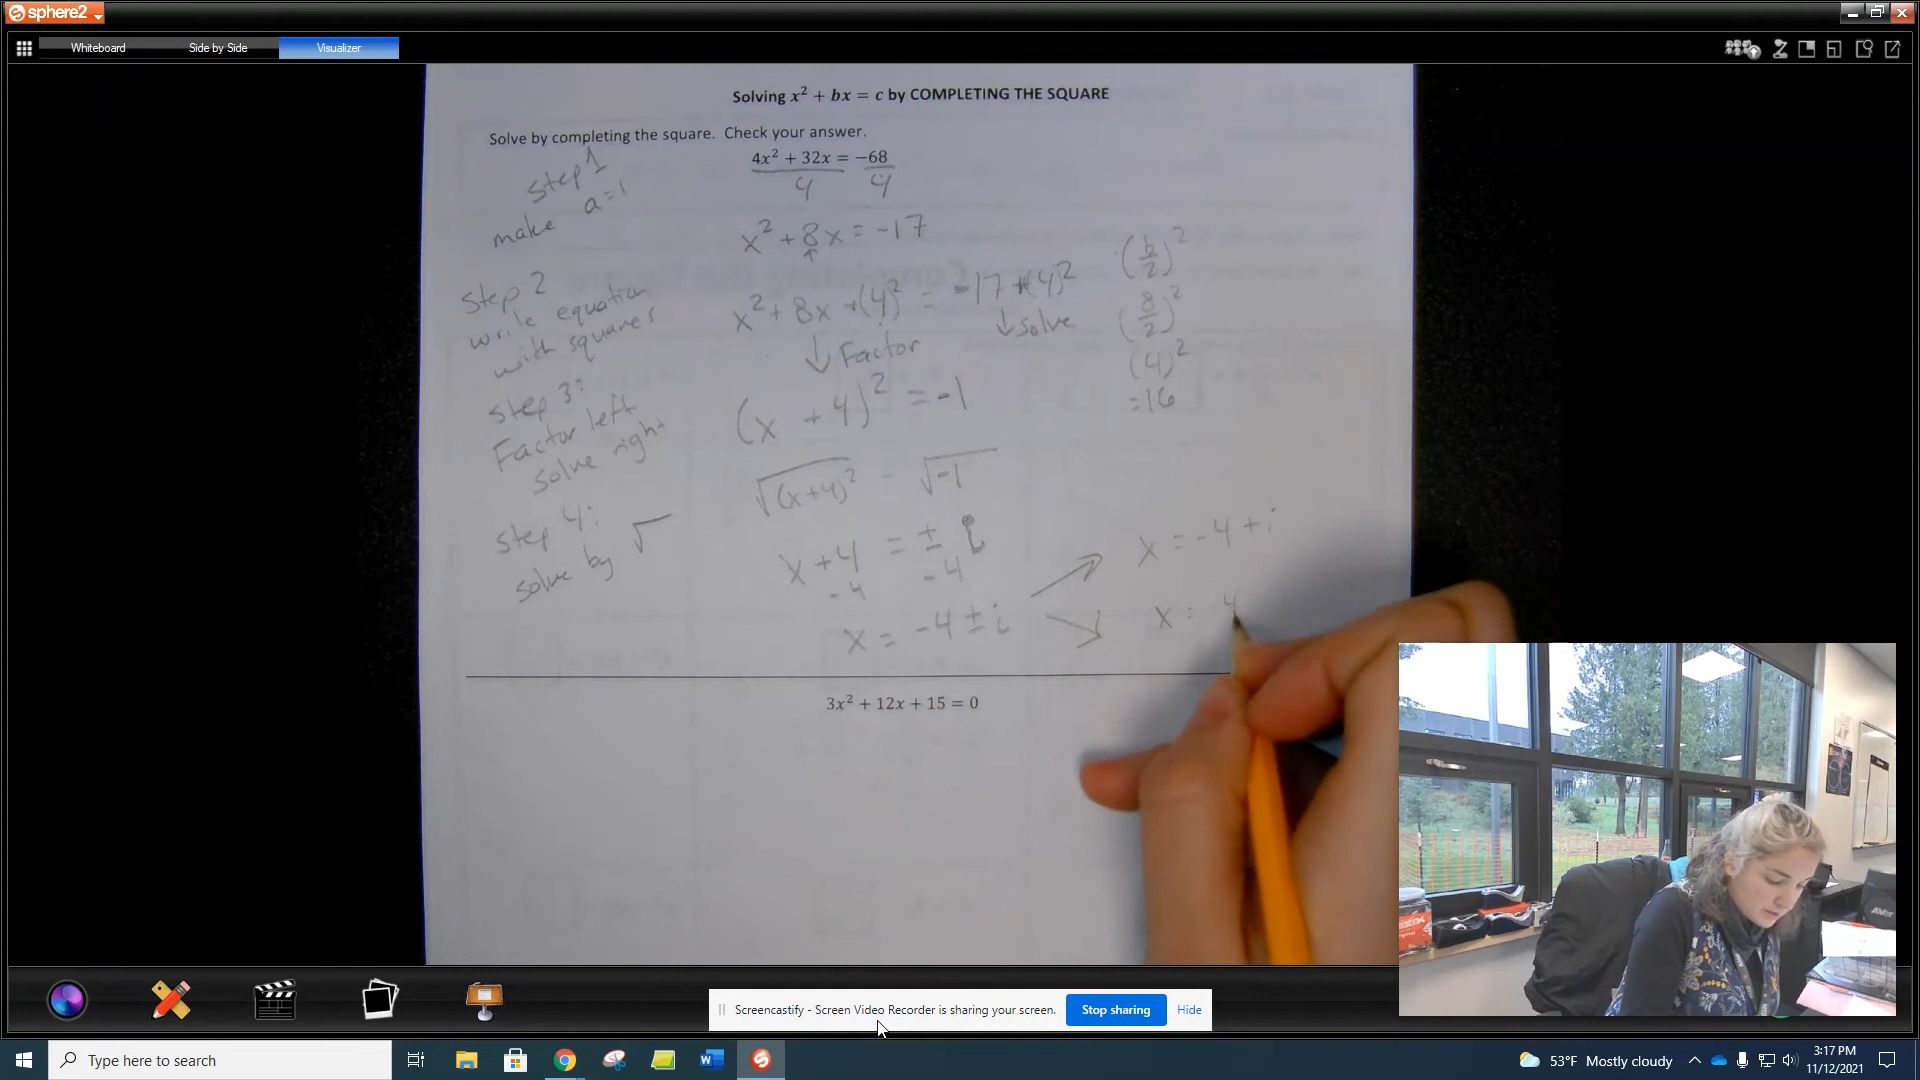 sphere2
Whiteboard Side by Side Visualizer
Solving x² + bx = c by COMPLETING THE SQUARE
Solve by completing the square. Check your answer.
4x² + 32x = −68
4 4
step 1
make a=1
x² + 8x = -17
step 2
write equation
with squares
x² + 8x +(4)² = -17 +(4)²
↓ Factor
↓ solve
(b/2)²
(8/2)²
(4)²
=16
step 3:
Factor left
solve right
(x + 4)² = -1
√(x+4)² = √-1
step 4:
solve by √
x + 4 = ± i
-4 -4
x = -4 ± i
x = -4 + i
x = 4
3x² + 12x + 15 = 0
AVer
Screencastify - Screen Video Recorder is sharing your screen. Stop sharing Hide
Type here to search
53°F Mostly cloudy
3:17 PM
11/12/2021